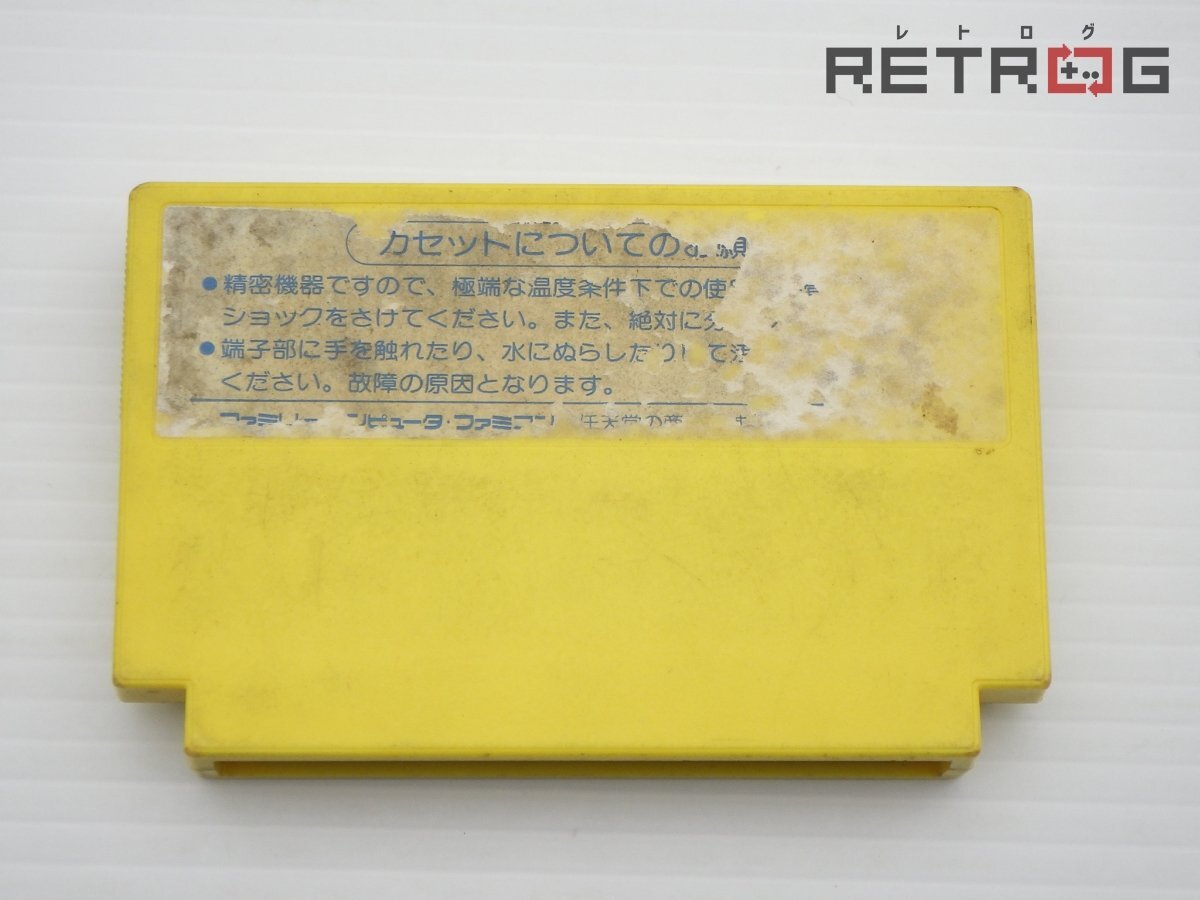 レトログ
RETROG
カセットについての
●精密機器ですので、極端な温度条件下での使
ショックをさけてください。また、絶対に
●端子部に手を触れたり、水にぬらしたりして
ください。故障の原因となります。
ピュータ・ファミコン